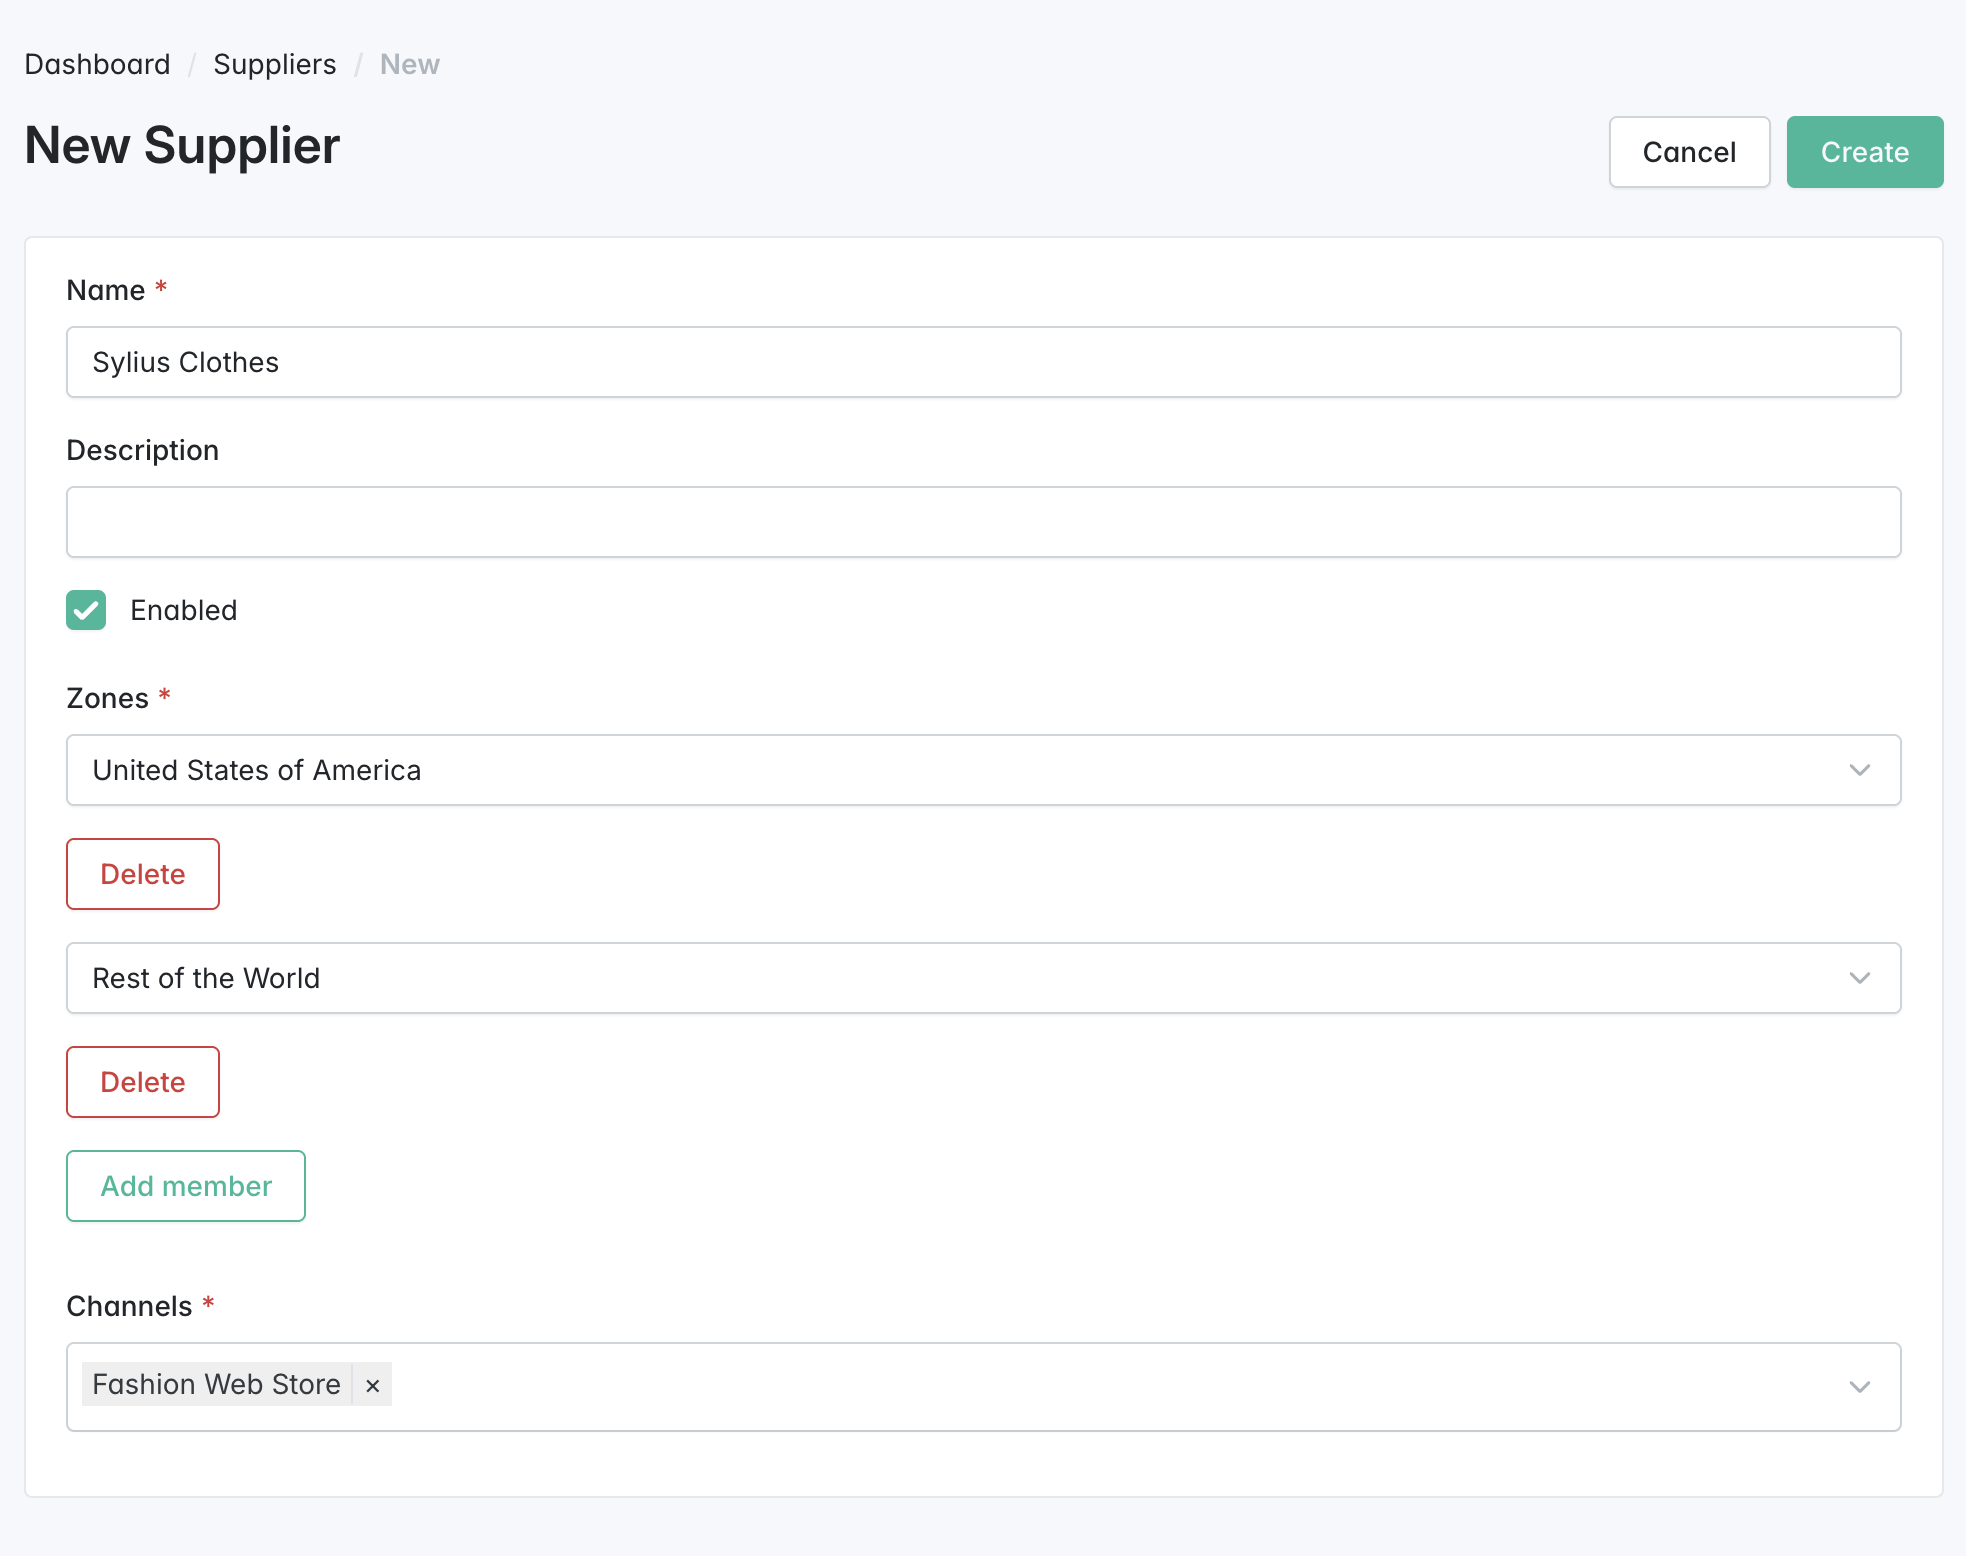 Dashboard / Suppliers / New
New Supplier
Cancel
Create
Name *
Sylius Clothes
Description
Enabled
Zones *
United States of America
Delete
Rest of the World
Delete
Add member
Channels *
Fashion Web Store ×